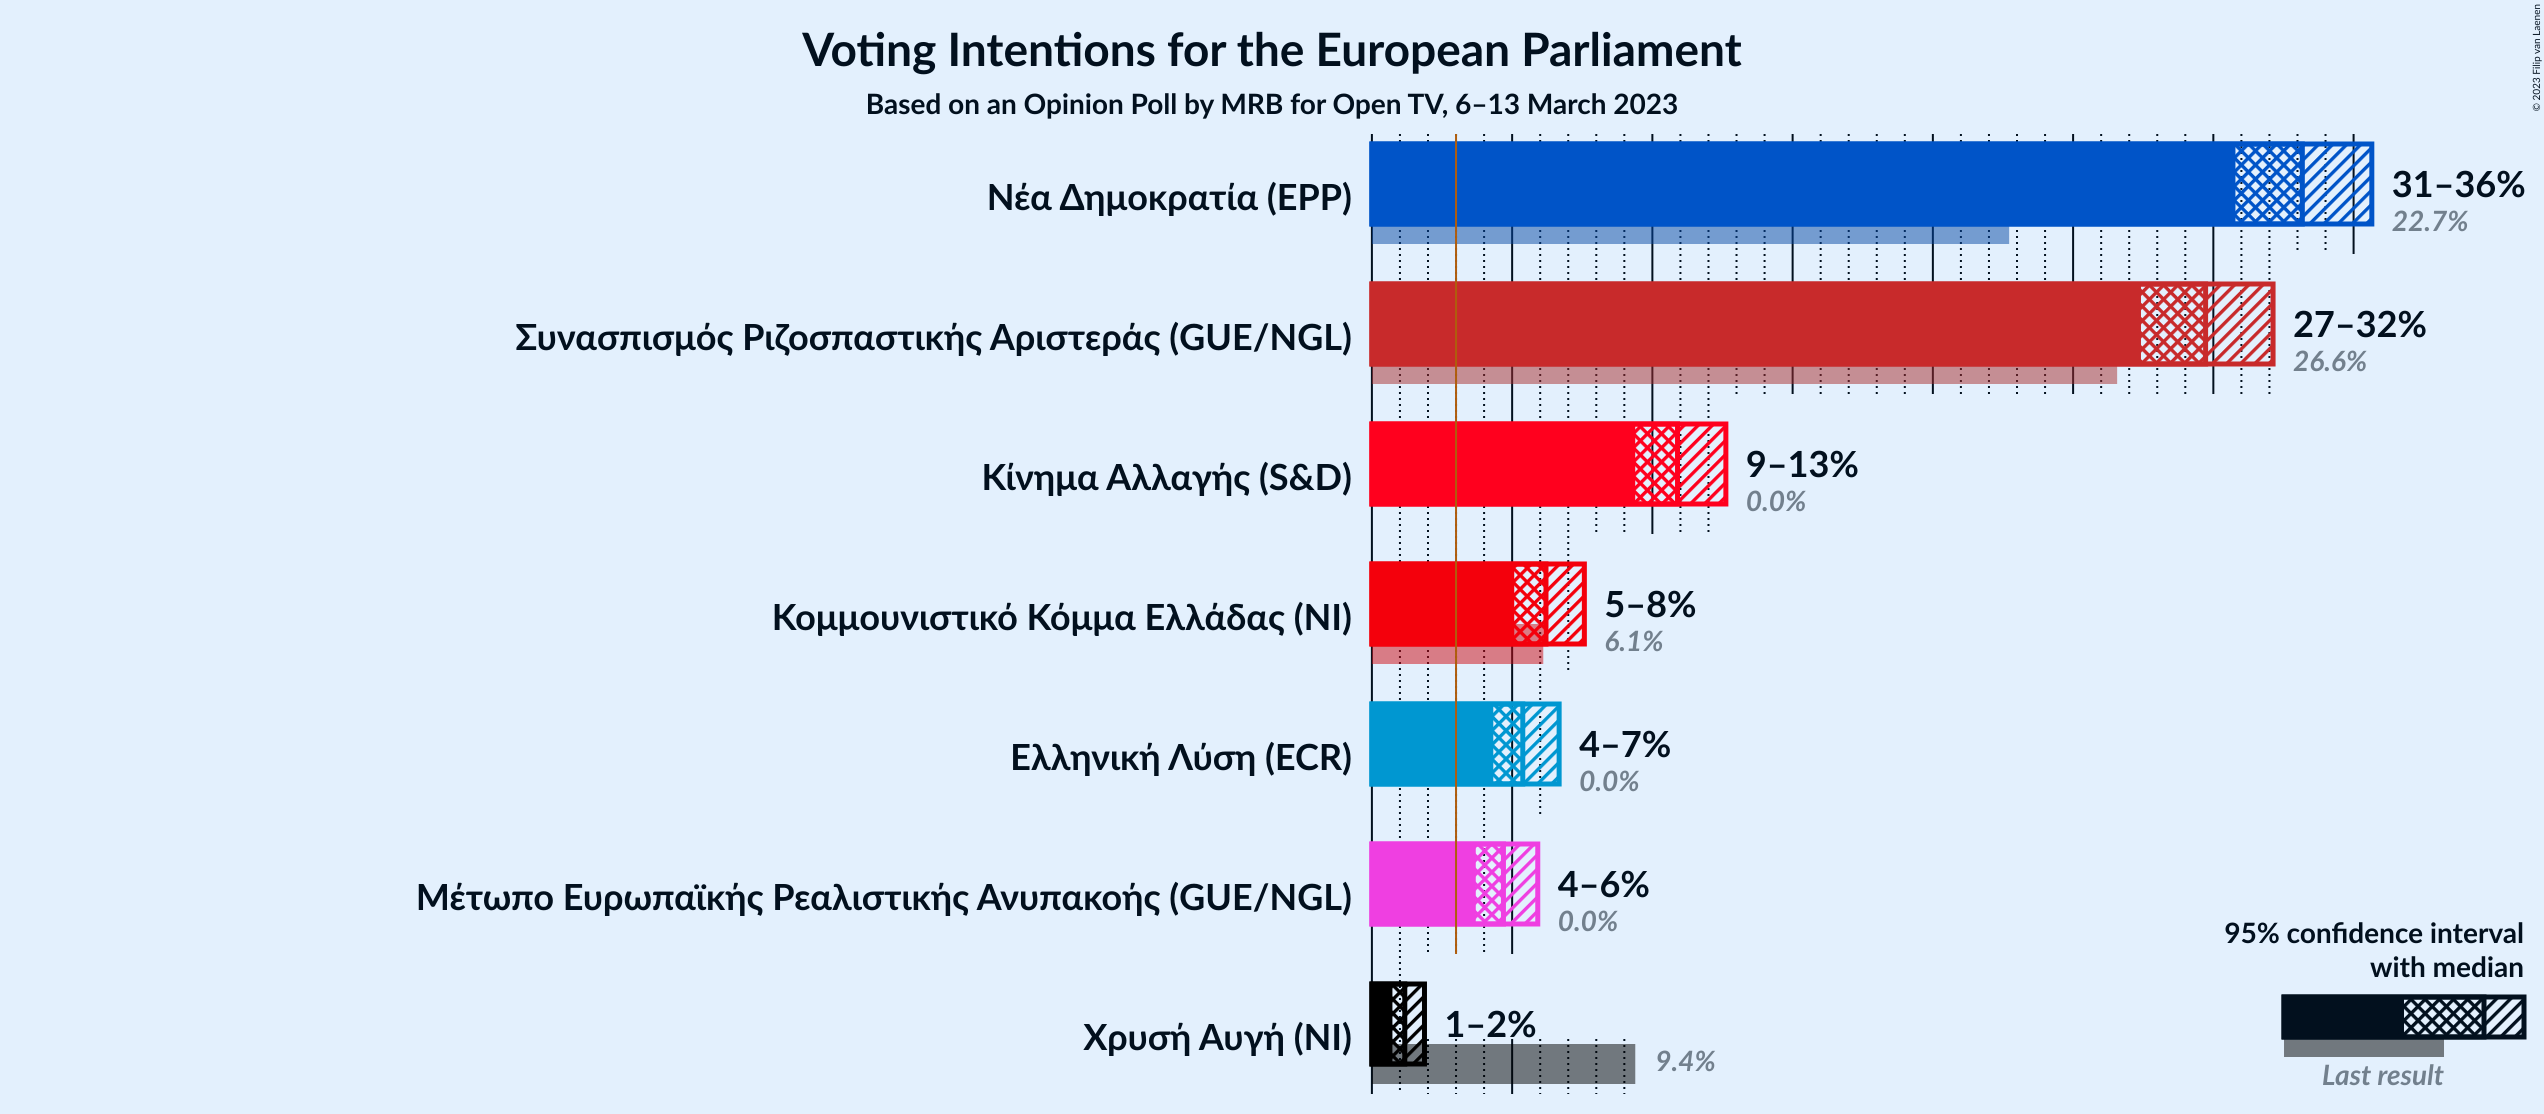 Voting Intentions for the European Parliament
Based on an Opinion Poll by MRB for Open TV, 6–13 March 2023
© 2023 Filip van Laenen
Νέα Δημοκρατία (EPP)
31–36%
22.7%
Συνασπισμός Ριζοσπαστικής Αριστεράς (GUE/NGL)
27–32%
26.6%
Κίνημα Αλλαγής (S&D)
9–13%
0.0%
Κομμουνιστικό Κόμμα Ελλάδας (NI)
5–8%
6.1%
Ελληνική Λύση (ECR)
4–7%
0.0%
Μέτωπο Ευρωπαϊκής Ρεαλιστικής Ανυπακοής (GUE/NGL)
4–6%
0.0%
Χρυσή Αυγή (NI)
1–2%
9.4%
95% confidence interval
with median
Last result